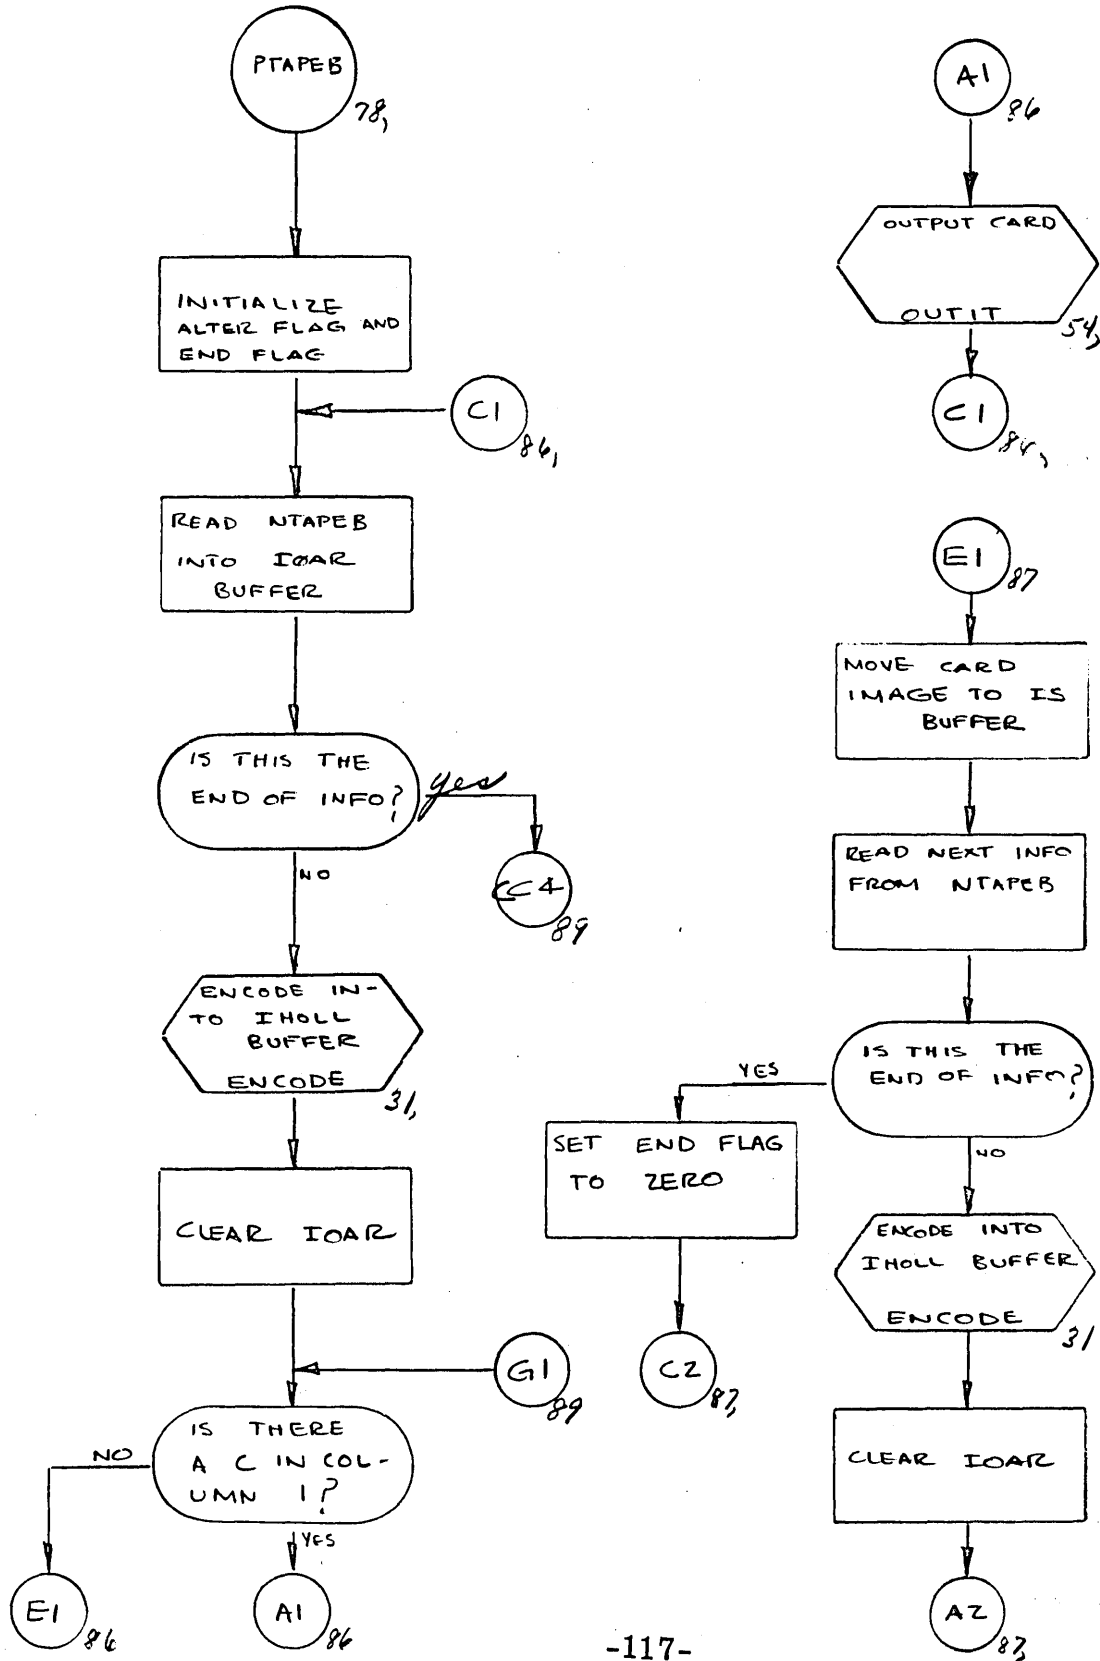 PTAPEB
78,
INITIALIZE
ALTER FLAG AND
END FLAG
C1
86,
READ NTAPEB
INTO IØAR
BUFFER
IS THIS THE
END OF INFO?
yes
NO
CC4
89
ENCODE IN-
TO IHOLL
BUFFER
ENCODE
31,
CLEAR IOAR
G1
89
IS THERE
A C IN COL-
UMN 1?
NO
YES
E1
86
A1
86
A1
86
OUTPUT CARD
OUTIT
54,
C1
E1
87
MOVE CARD
IMAGE TO IS
BUFFER
READ NEXT INFO
FROM NTAPEB
IS THIS THE
END OF INFO?
YES
NO
SET END FLAG
TO ZERO
C2
87,
ENCODE INTO
IHOLL BUFFER
ENCODE
31
CLEAR IOAR
A2
87,
-117-